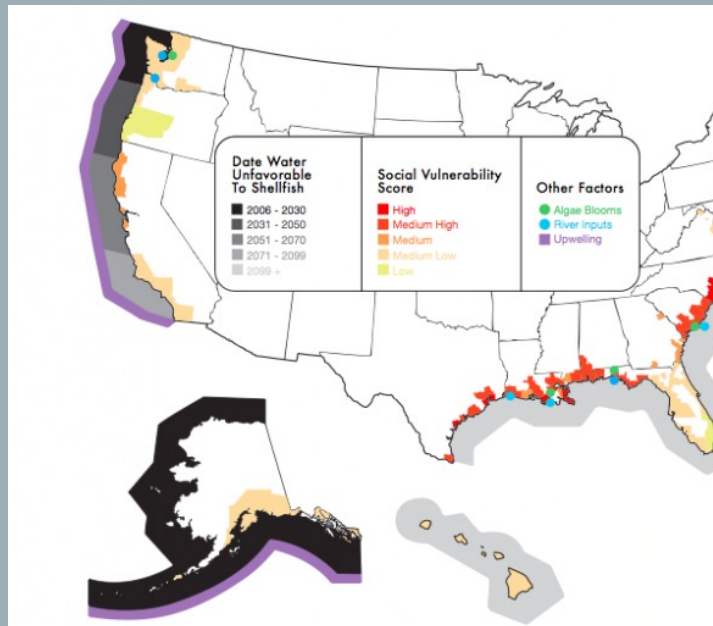 Date Water
Unfavorable
To Shellfish
2006 - 2030
2031 - 2050
2051 - 2070
2071 - 2099
2099 +
Social Vulnerability
Score
High
Medium High
Medium
Medium Low
Low
Other Factors
Algae Blooms
River Inputs
Upwelling